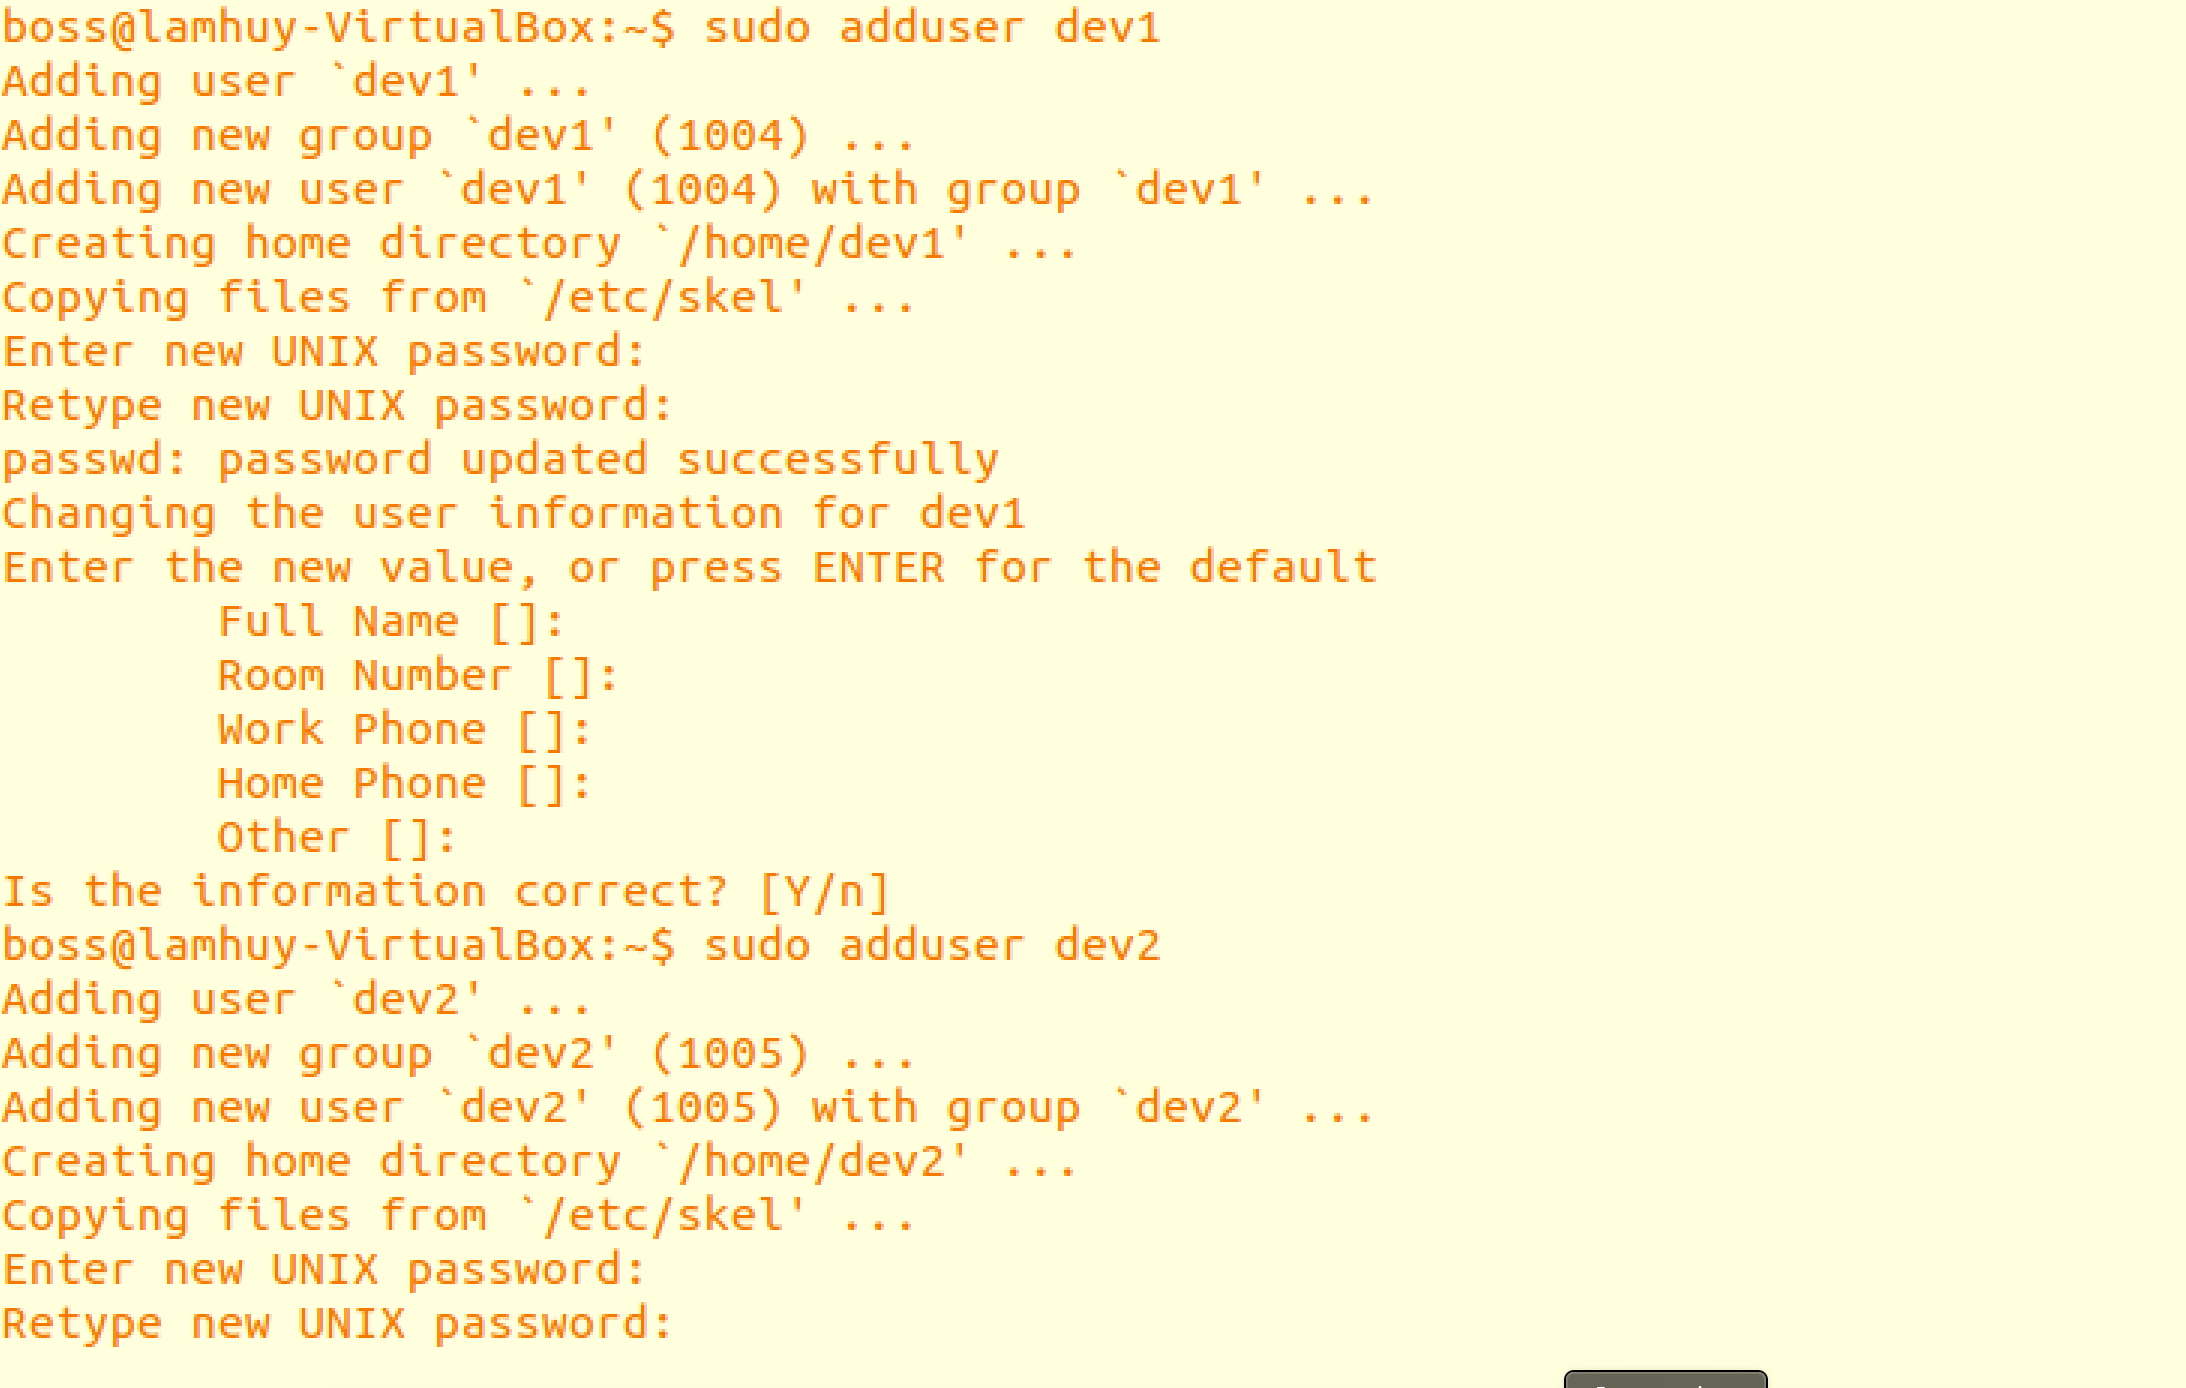 boss@lamhuy-VirtualBox:~$ sudo adduser dev1
Adding user `dev1' ...
Adding new group `dev1' (1004) ...
Adding new user `dev1' (1004) with group `dev1' ...
Creating home directory `/home/dev1' ...
Copying files from `/etc/skel' ...
Enter new UNIX password:
Retype new UNIX password:
passwd: password updated successfully
Changing the user information for dev1
Enter the new value, or press ENTER for the default
        Full Name []:
        Room Number []:
        Work Phone []:
        Home Phone []:
        Other []:
Is the information correct? [Y/n]
boss@lamhuy-VirtualBox:~$ sudo adduser dev2
Adding user `dev2' ...
Adding new group `dev2' (1005) ...
Adding new user `dev2' (1005) with group `dev2' ...
Creating home directory `/home/dev2' ...
Copying files from `/etc/skel' ...
Enter new UNIX password:
Retype new UNIX password: